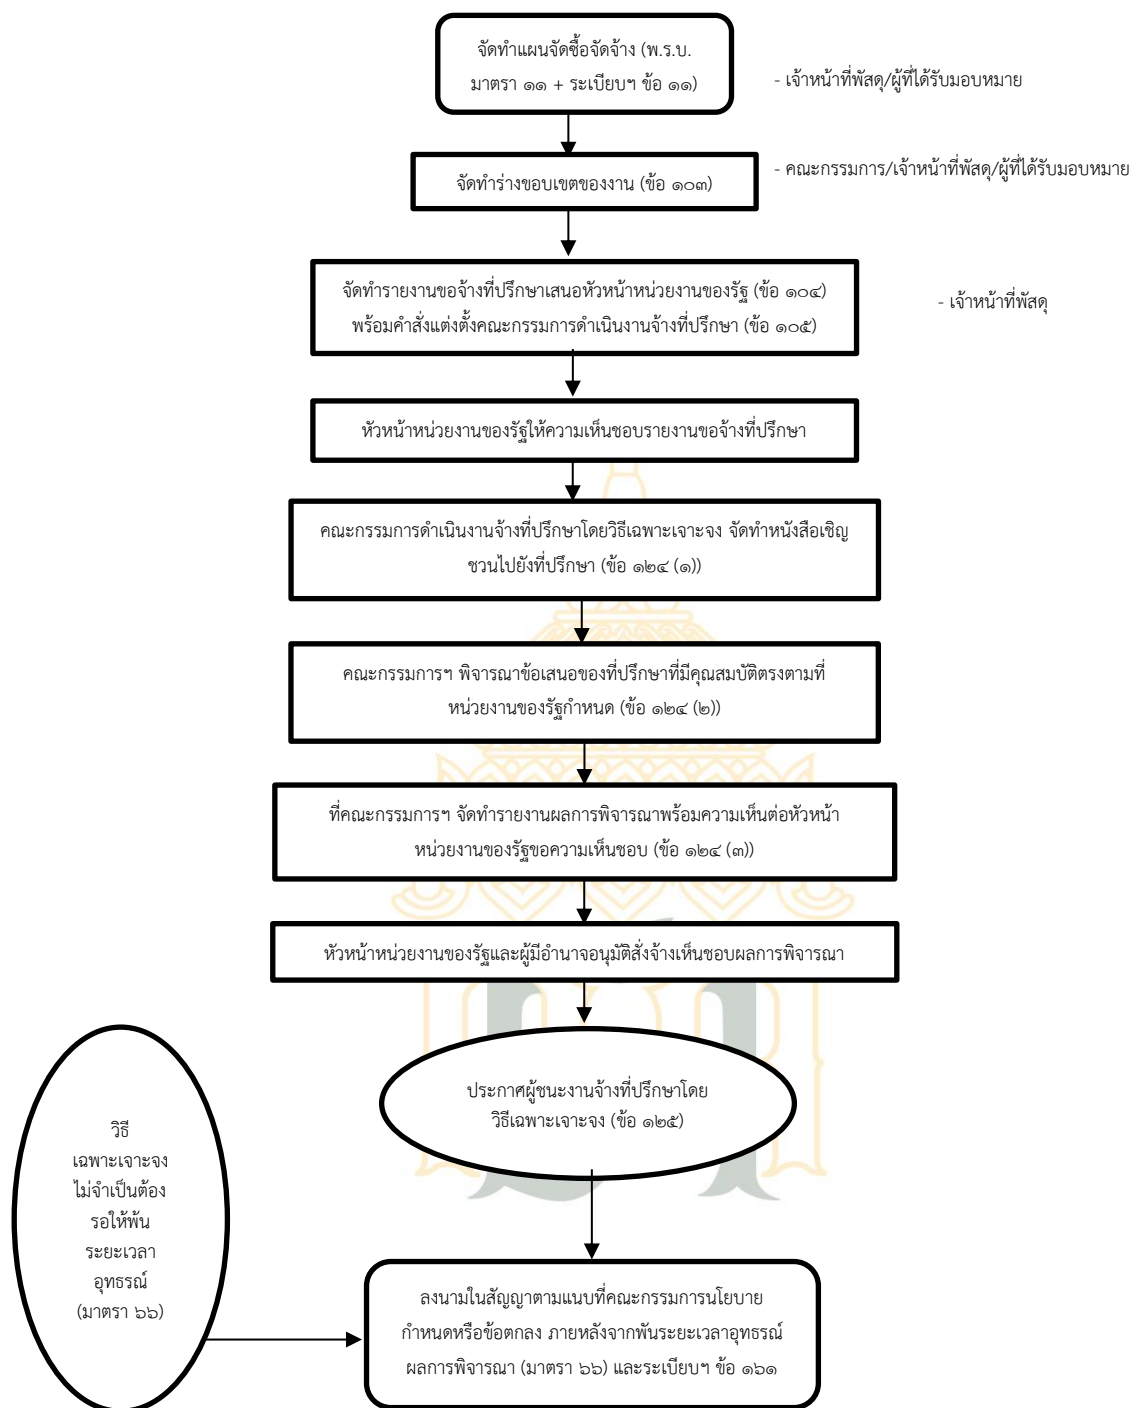 จัดทำแผนจัดซื้อจัดจ้าง (พ.ร.บ.
มาตรา ๑๑ + ระเบียบฯ ข้อ ๑๑)
- เจ้าหน้าที่พัสดุ/ผู้ที่ได้รับมอบหมาย
จัดทำร่างขอบเขตของงาน (ข้อ ๑๐๓)
- คณะกรรมการ/เจ้าหน้าที่พัสดุ/ผู้ที่ได้รับมอบหมาย
จัดทำรายงานขอจ้างที่ปรึกษาเสนอหัวหน้าหน่วยงานของรัฐ (ข้อ ๑๐๔)
พร้อมคำสั่งแต่งตั้งคณะกรรมการดำเนินงานจ้างที่ปรึกษา (ข้อ ๑๐๕)
- เจ้าหน้าที่พัสดุ
หัวหน้าหน่วยงานของรัฐให้ความเห็นชอบรายงานขอจ้างที่ปรึกษา
คณะกรรมการดำเนินงานจ้างที่ปรึกษาโดยวิธีเฉพาะเจาะจง จัดทำหนังสือเชิญ
ชวนไปยังที่ปรึกษา (ข้อ ๑๒๔ (๑))
คณะกรรมการฯ พิจารณาข้อเสนอของที่ปรึกษาที่มีคุณสมบัติตรงตามที่
หน่วยงานของรัฐกำหนด (ข้อ ๑๒๔ (๒))
ที่คณะกรรมการฯ จัดทำรายงานผลการพิจารณาพร้อมความเห็นต่อหัวหน้า
หน่วยงานของรัฐขอความเห็นชอบ (ข้อ ๑๒๔ (๓))
หัวหน้าหน่วยงานของรัฐและผู้มีอำนาจอนุมัติสั่งจ้างเห็นชอบผลการพิจารณา
ประกาศผู้ชนะงานจ้างที่ปรึกษาโดย
วิธีเฉพาะเจาะจง (ข้อ ๑๒๕)
วิธี
เฉพาะเจาะจง
ไม่จำเป็นต้อง
รอให้พ้น
ระยะเวลา
อุทธรณ์
(มาตรา ๖๖)
ลงนามในสัญญาตามแนบที่คณะกรรมการนโยบาย
กำหนดหรือข้อตกลง ภายหลังจากพันระยะเวลาอุทธรณ์
ผลการพิจารณา (มาตรา ๖๖) และระเบียบฯ ข้อ ๑๖๑